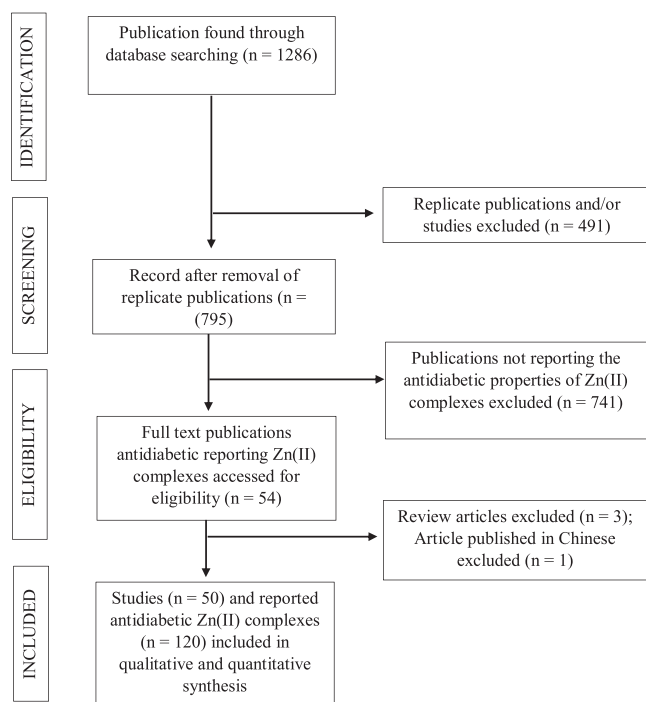 IDENTIFICATION
Publication found through
database searching (n = 1286)
Replicate publications and/or
studies excluded (n = 491)
SCREENING
Record after removal of
replicate publications (n =
(795)
Publications not reporting the
antidiabetic properties of Zn(II)
complexes excluded (n = 741)
ELIGIBILITY
Full text publications
antidiabetic reporting Zn(II)
complexes accessed for
eligibility (n = 54)
Review articles excluded (n = 3);
Article published in Chinese
excluded (n = 1)
INCLUDED
Studies (n = 50) and reported
antidiabetic Zn(II) complexes
(n = 120) included in
qualitative and quantitative
synthesis